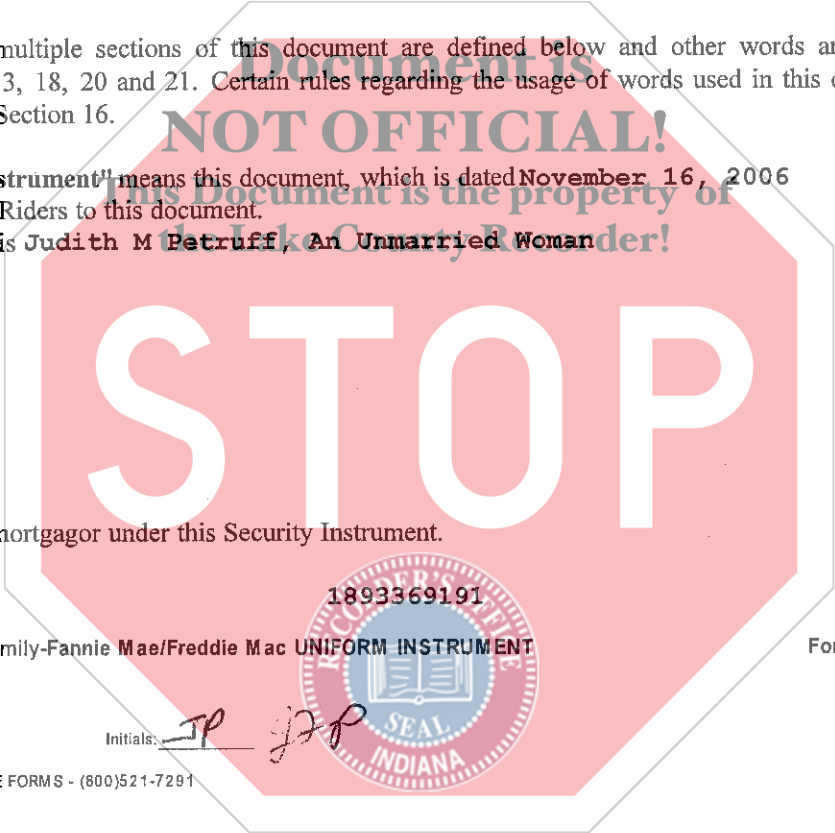 multiple sections of this document are defined below and other words
Document is
3, 18, 20 and 21. Certain rules regarding the usage of words used in this
Section 16.
NOT OFFICIAL!
strument" means this document, which is dated November 16, 2006
This Document is the property of
Riders to this document.
is Judith M Petruff, An Unmarried Woman
the Lake County Recorder!
STOP
mortgagor under this Security Instrument.
1893369191
RECORDER'S OFFICE
mily-Fannie Mae/Freddie Mac UNIFORM INSTRUMENT
SEAL
INDIANA
Initials: JP JJP
FORMS - (800)521-7291